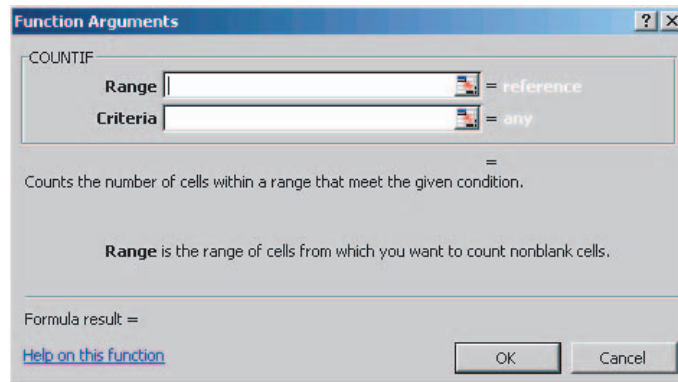 Function Arguments
COUNTIF
Range = reference
Criteria = any
=
Counts the number of cells within a range that meet the given condition.
Range is the range of cells from which you want to count nonblank cells.
Formula result =
Help on this function
OK Cancel